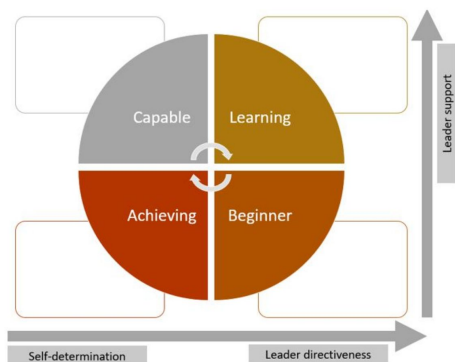 Capable
Learning
Achieving
Beginner
Leader support
Self-determination
Leader directiveness